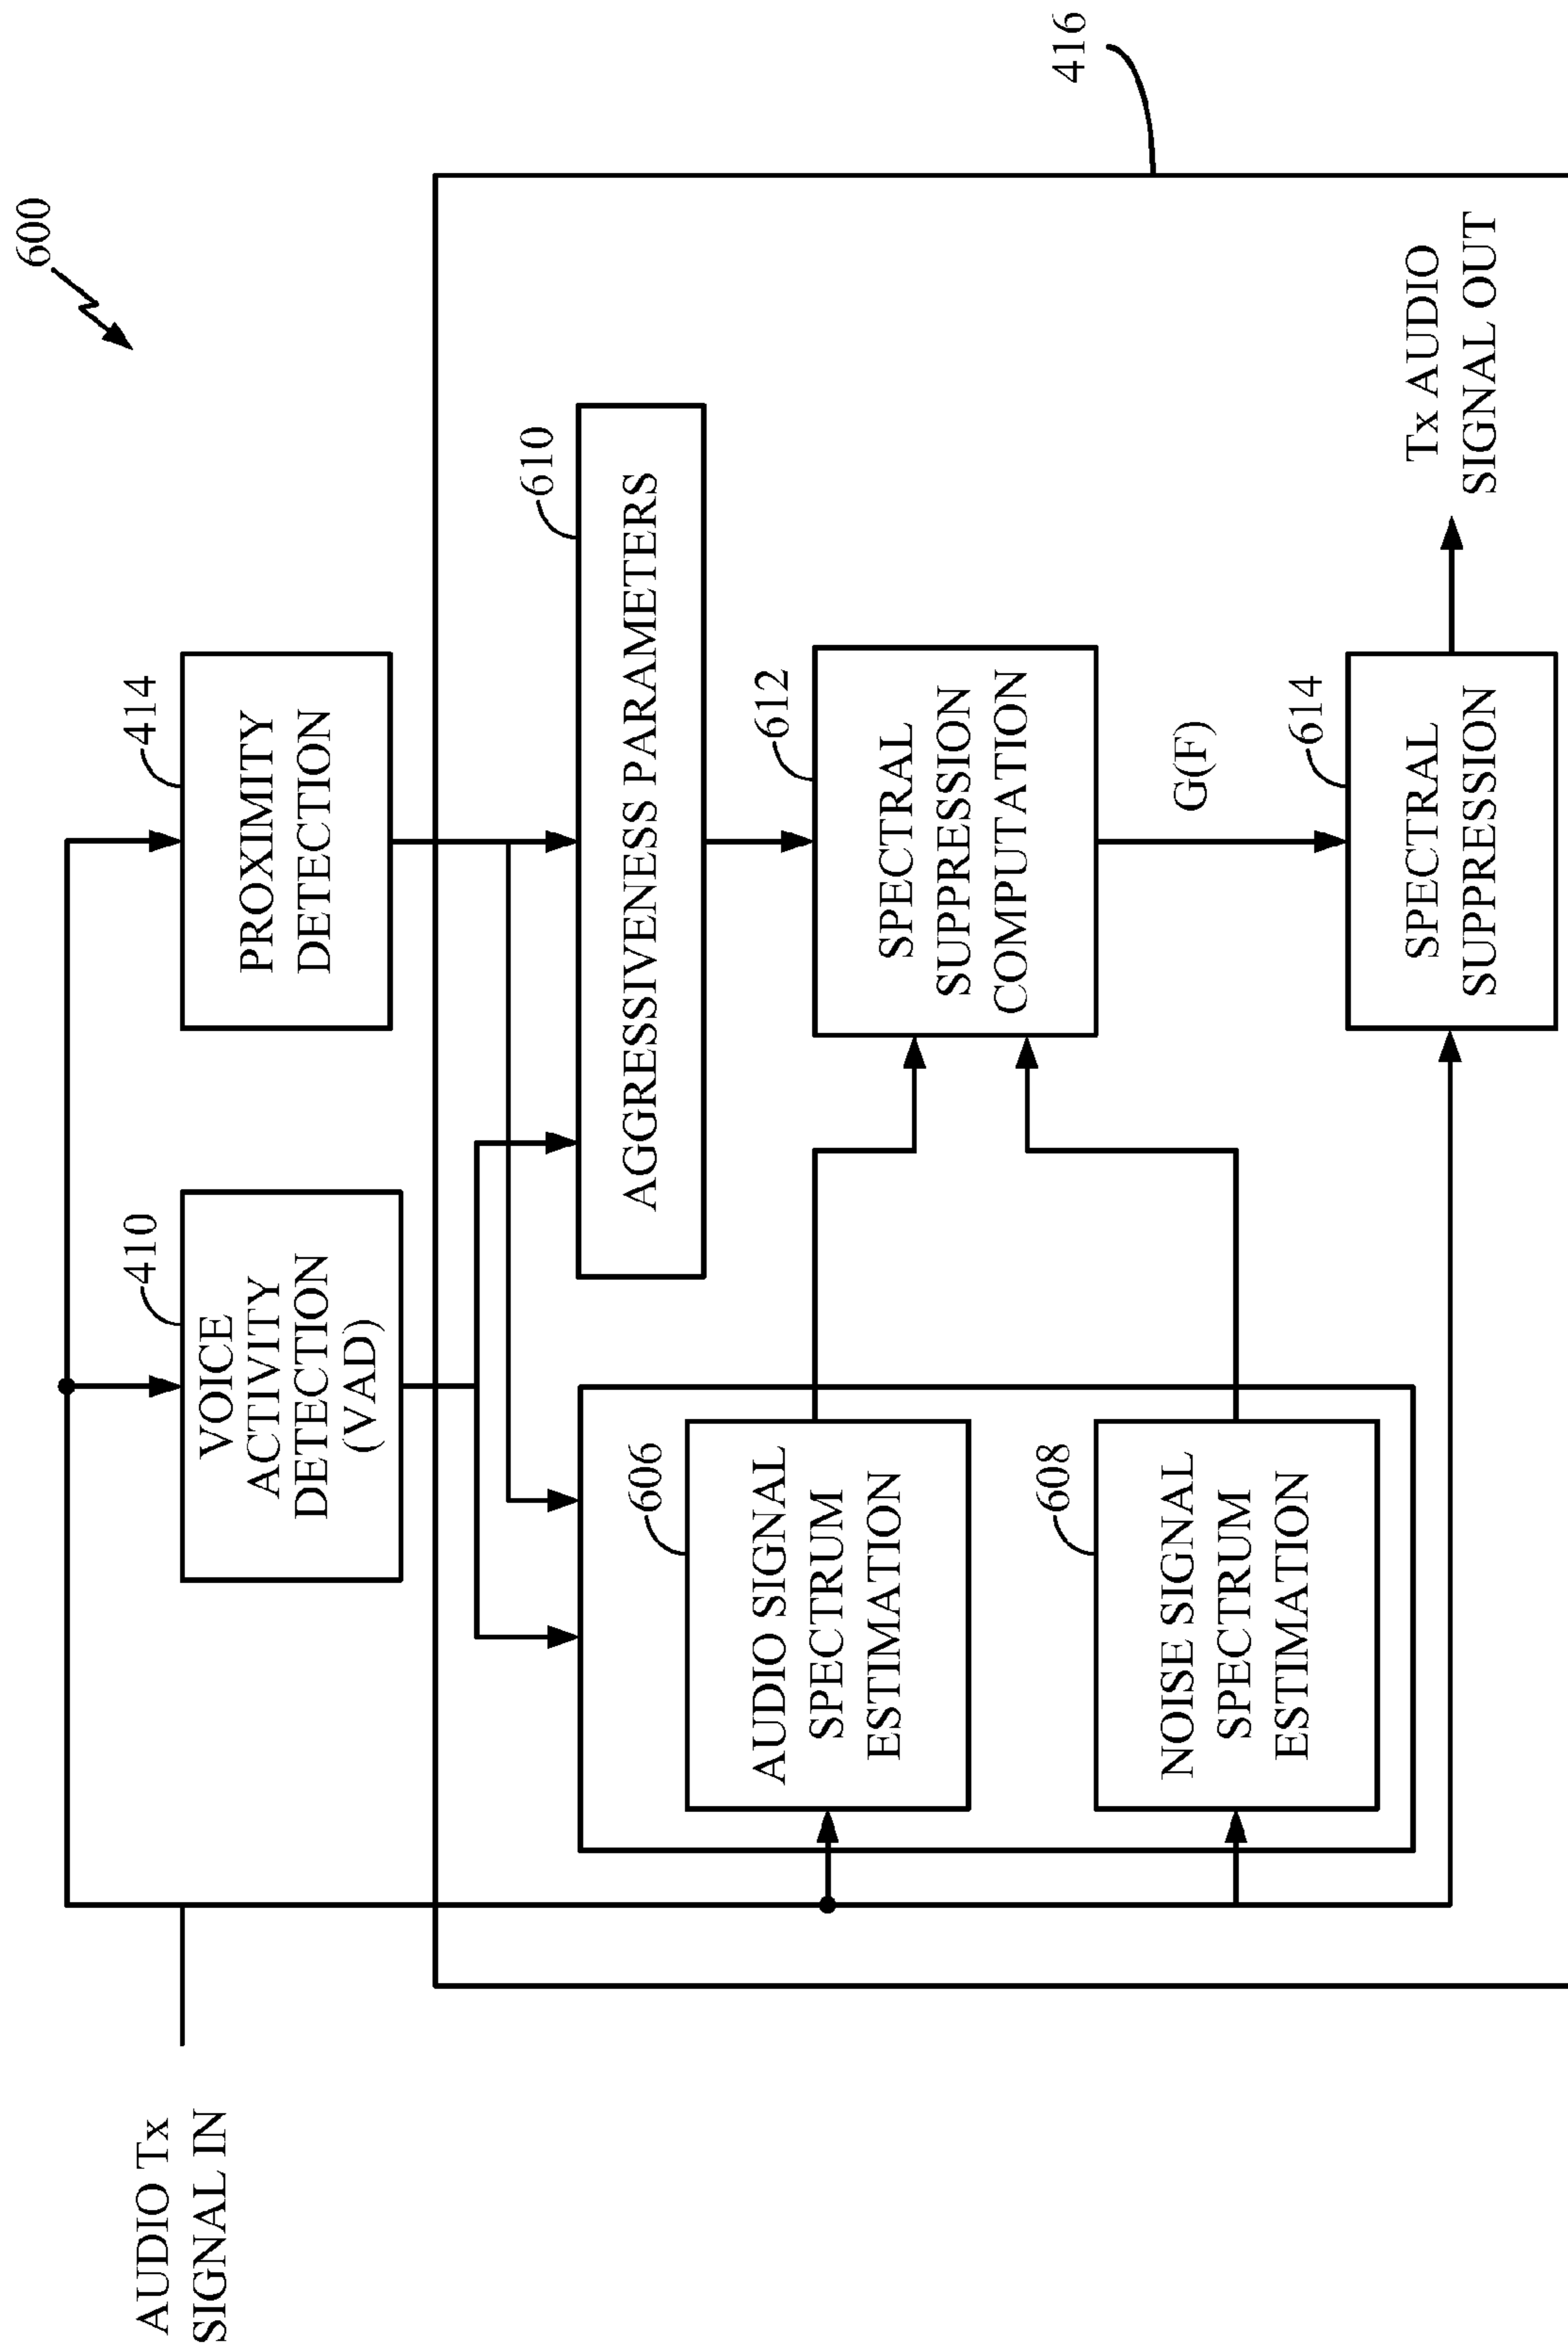 600
AUDIO Tx
SIGNAL IN
410
VOICE
ACTIVITY
DETECTION
(VAD)
414
PROXIMITY
DETECTION
416
610
AGGRESSIVENESS PARAMETERS
606
AUDIO SIGNAL
SPECTRUM
ESTIMATION
608
NOISE SIGNAL
SPECTRUM
ESTIMATION
612
SPECTRAL
SUPPRESSION
COMPUTATION
G(F)
614
SPECTRAL
SUPPRESSION
Tx AUDIO
SIGNAL OUT